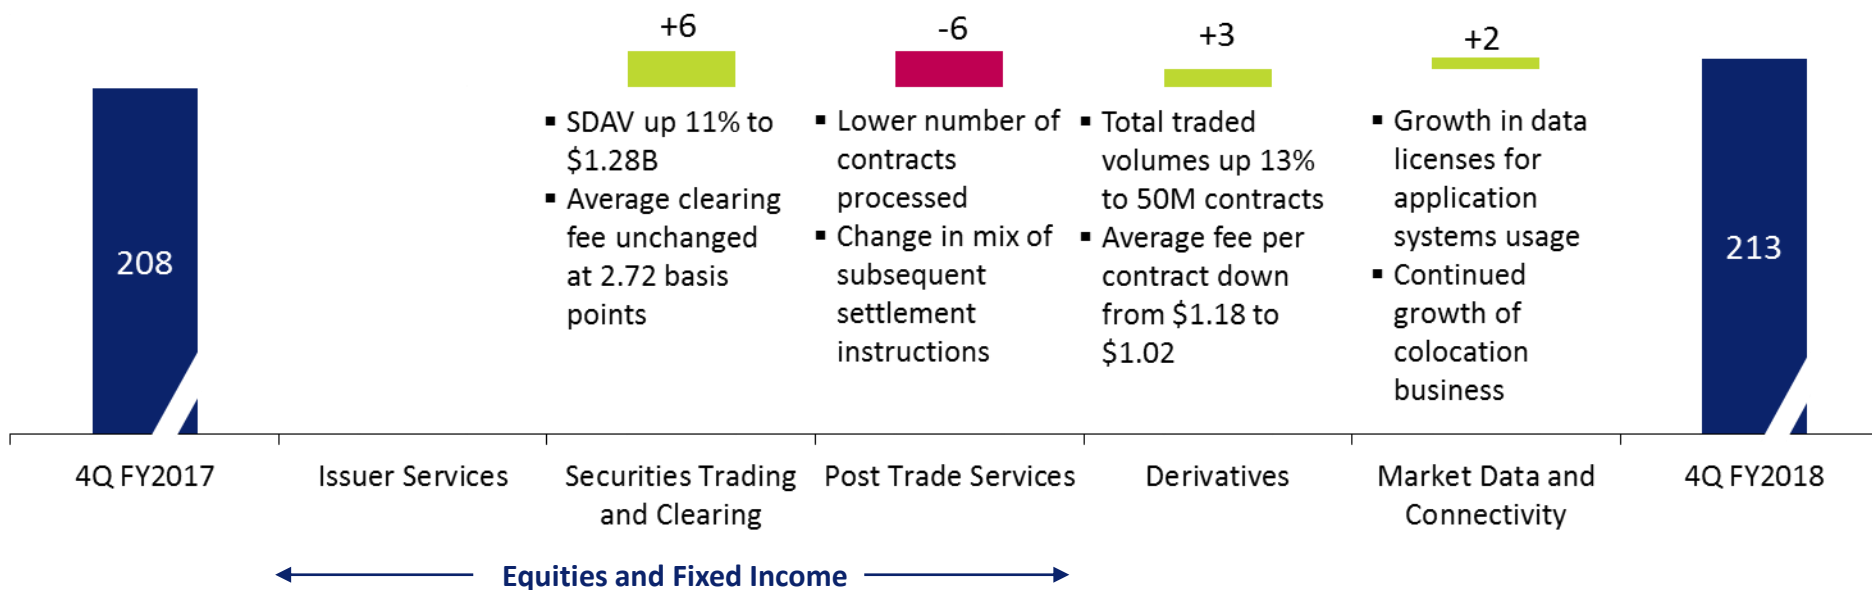 +6
-6
+3
+2
208
▪ SDAV up 11% to
$1.28B
▪ Average clearing
fee unchanged
at 2.72 basis
points
▪ Lower number of
contracts
processed
▪ Change in mix of
subsequent
settlement
instructions
▪ Total traded
volumes up 13%
to 50M contracts
▪ Average fee per
contract down
from $1.18 to
$1.02
▪ Growth in data
licenses for
application
systems usage
▪ Continued
growth of
colocation
business
213
4Q FY2017
Issuer Services
Securities Trading
and Clearing
Post Trade Services
Derivatives
Market Data and
Connectivity
4Q FY2018
Equities and Fixed Income